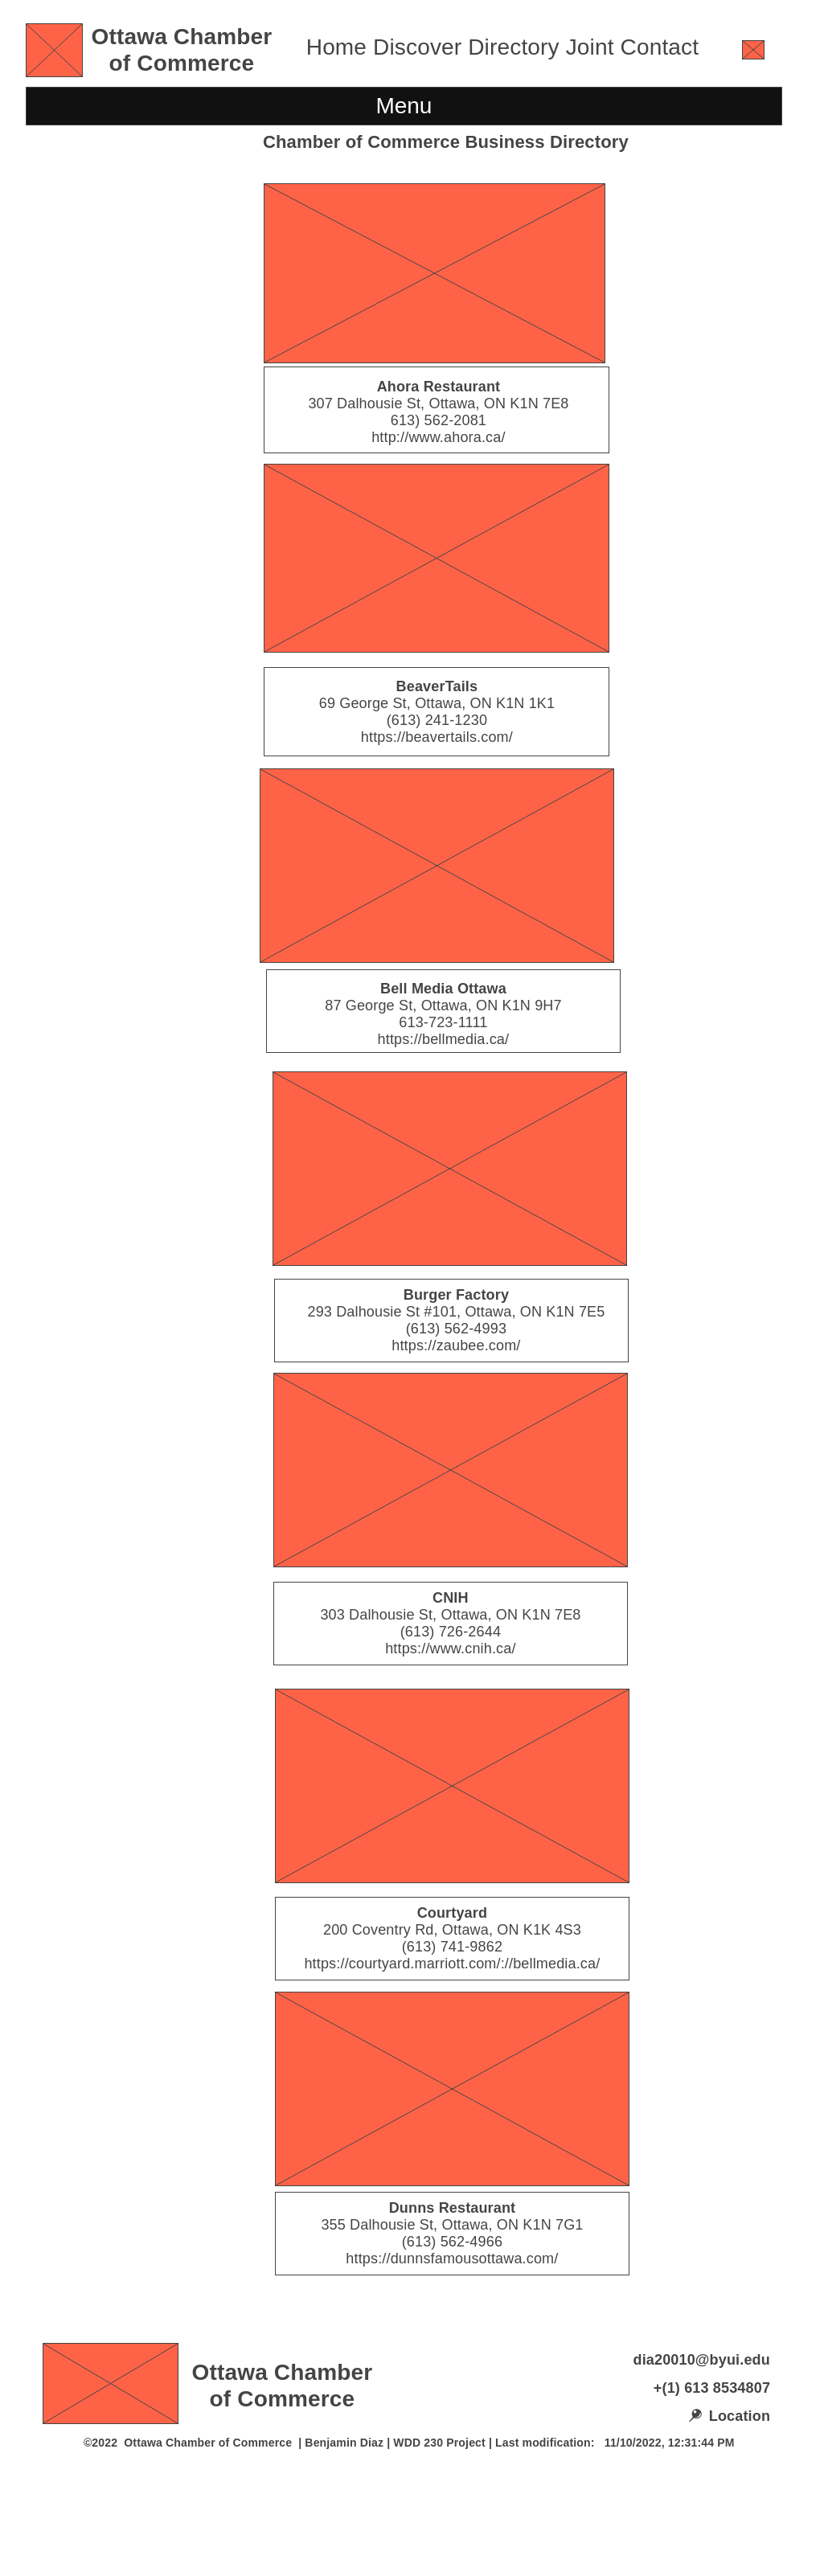 Ottawa Chamber
of Commerce
Home Discover Directory Joint Contact
Menu
Chamber of Commerce Business Directory
Ahora Restaurant
307 Dalhousie St, Ottawa, ON K1N 7E8
613) 562-2081
http://www.ahora.ca/
BeaverTails
69 George St, Ottawa, ON K1N 1K1
(613) 241-1230
https://beavertails.com/
Bell Media Ottawa
87 George St, Ottawa, ON K1N 9H7
613-723-1111
https://bellmedia.ca/
Burger Factory
293 Dalhousie St #101, Ottawa, ON K1N 7E5
(613) 562-4993
https://zaubee.com/
CNIH
303 Dalhousie St, Ottawa, ON K1N 7E8
(613) 726-2644
https://www.cnih.ca/
Courtyard
200 Coventry Rd, Ottawa, ON K1K 4S3
(613) 741-9862
https://courtyard.marriott.com/://bellmedia.ca/
Dunns Restaurant
355 Dalhousie St, Ottawa, ON K1N 7G1
(613) 562-4966
https://dunnsfamousottawa.com/
Ottawa Chamber
of Commerce
dia20010@byui.edu
+(1) 613 8534807
Location
©2022 Ottawa Chamber of Commerce | Benjamin Diaz | WDD 230 Project | Last modification: 11/10/2022, 12:31:44 PM